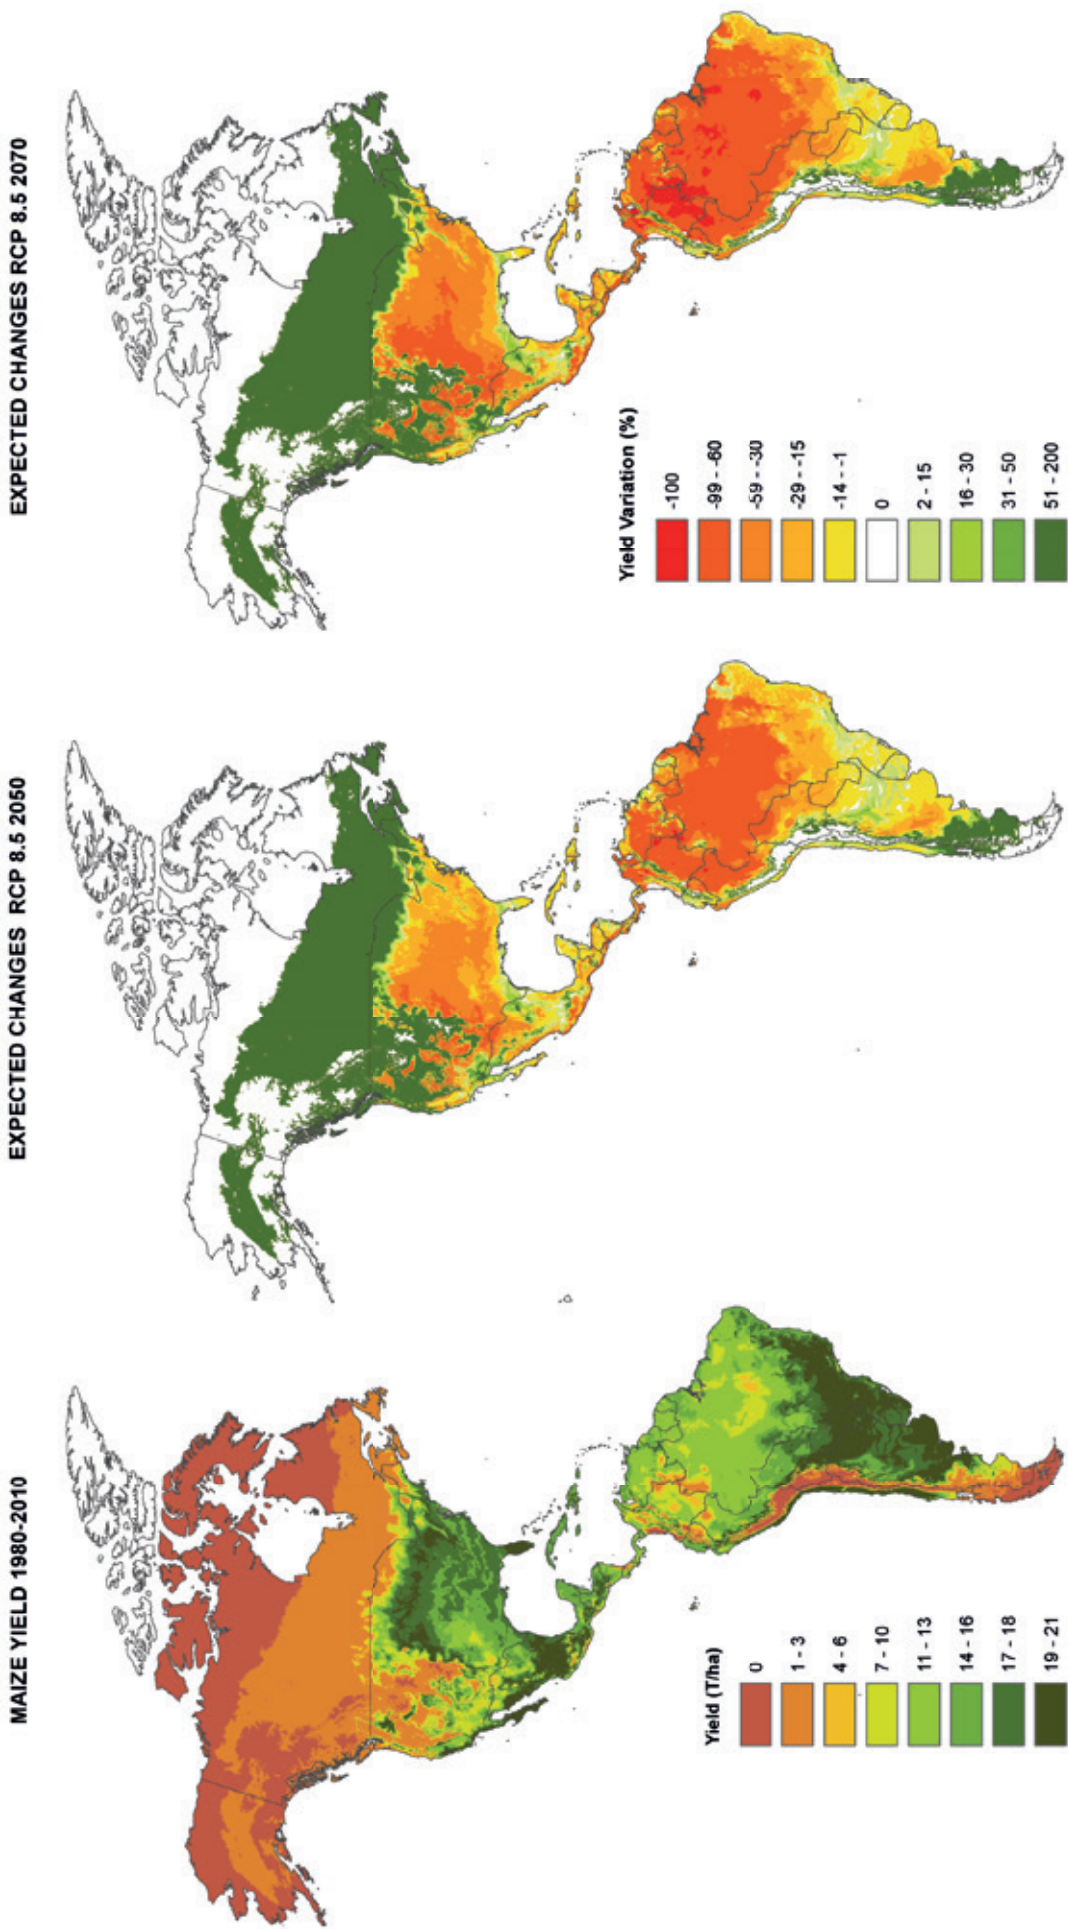 MAIZE YIELD 1980-2010
EXPECTED CHANGES RCP 8.5 2050
EXPECTED CHANGES RCP 8.5 2070
Yield (T/ha)
0
1 - 3
4 - 6
7 - 10
11 - 13
14 - 16
17 - 18
19 - 21
Yield Variation (%)
-100
-99 - -60
-59 - -30
-29 - -15
-14 - -1
0
2 - 15
16 - 30
31 - 50
51 - 200